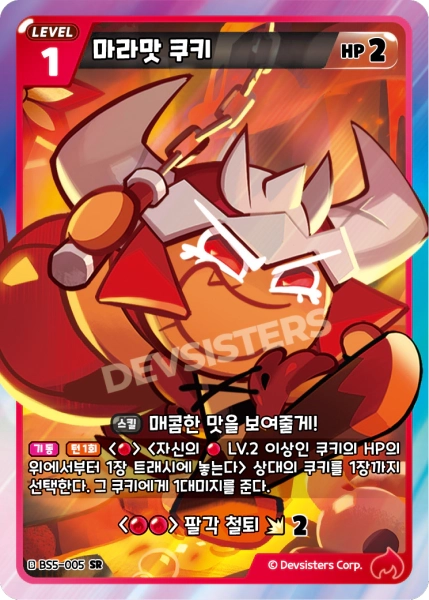 LEVEL
1
마라맛 쿠키
HP 2
DEVSISTERS
스킬 매콤한 맛을 보여줄게!
기동 턴 1회 < > <자신의 LV.2 이상인 쿠키의 HP의
위에서부터 1장 트래시에 놓는다> 상대의 쿠키를 1장까지
선택한다. 그 쿠키에게 1대미지를 준다.
< > 팔각 철퇴 2
B BS5-005 SR
© Devsisters Corp.